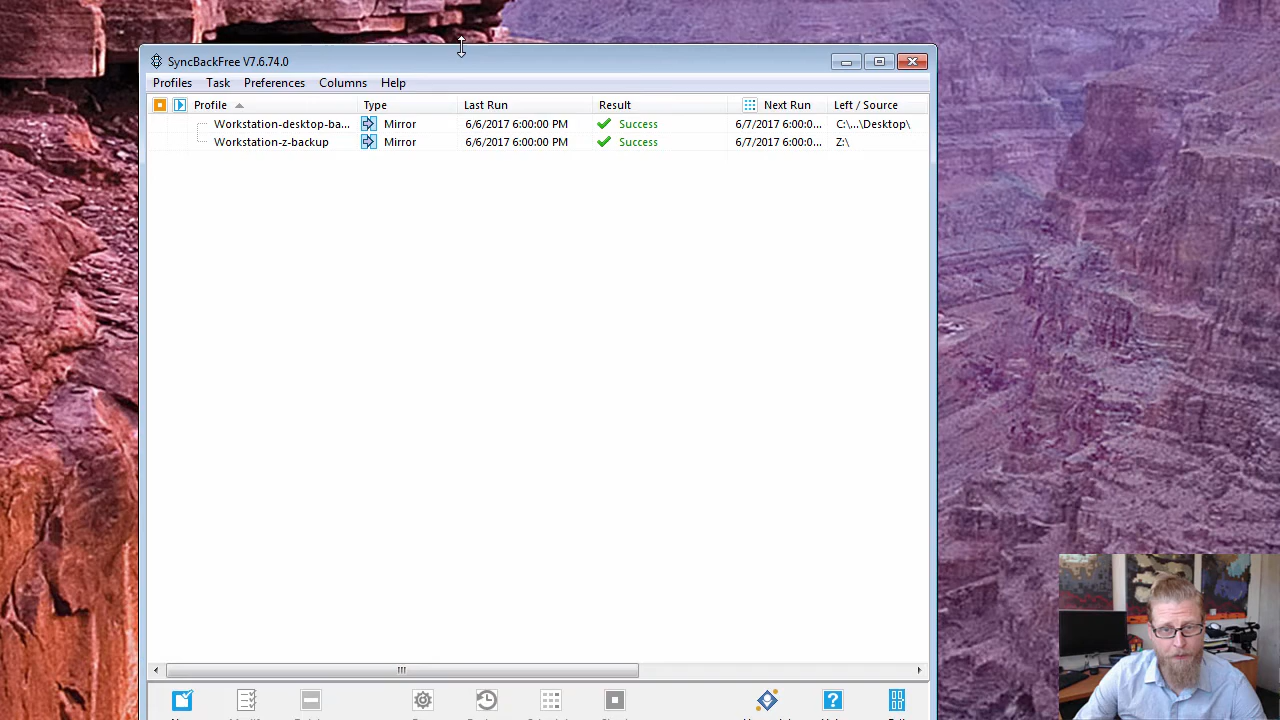 SyncBackFree V7.6.74.0
Profiles Task Preferences Columns Help
Profile Type Last Run Result Next Run Left / Source
Workstation-desktop-ba... Mirror 6/6/2017 6:00:00 PM Success 6/7/2017 6:00:0... C:\...\Desktop\
Workstation-z-backup Mirror 6/6/2017 6:00:00 PM Success 6/7/2017 6:00:0... Z:\